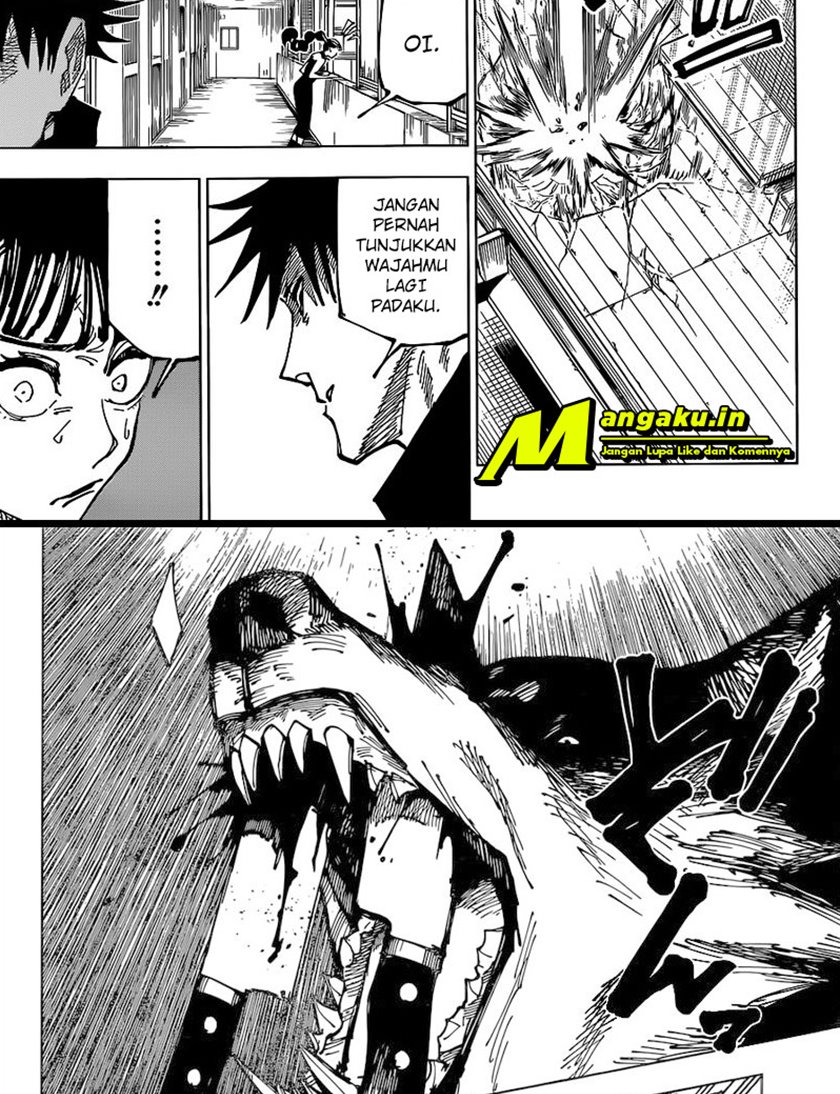 OI.
JANGAN
PERNAH
TUNJUKKAN
WAJAHMU
LAGI
PADAKU.
......!!
Mangaku.in
Jangan Lupa Like dan Komennya